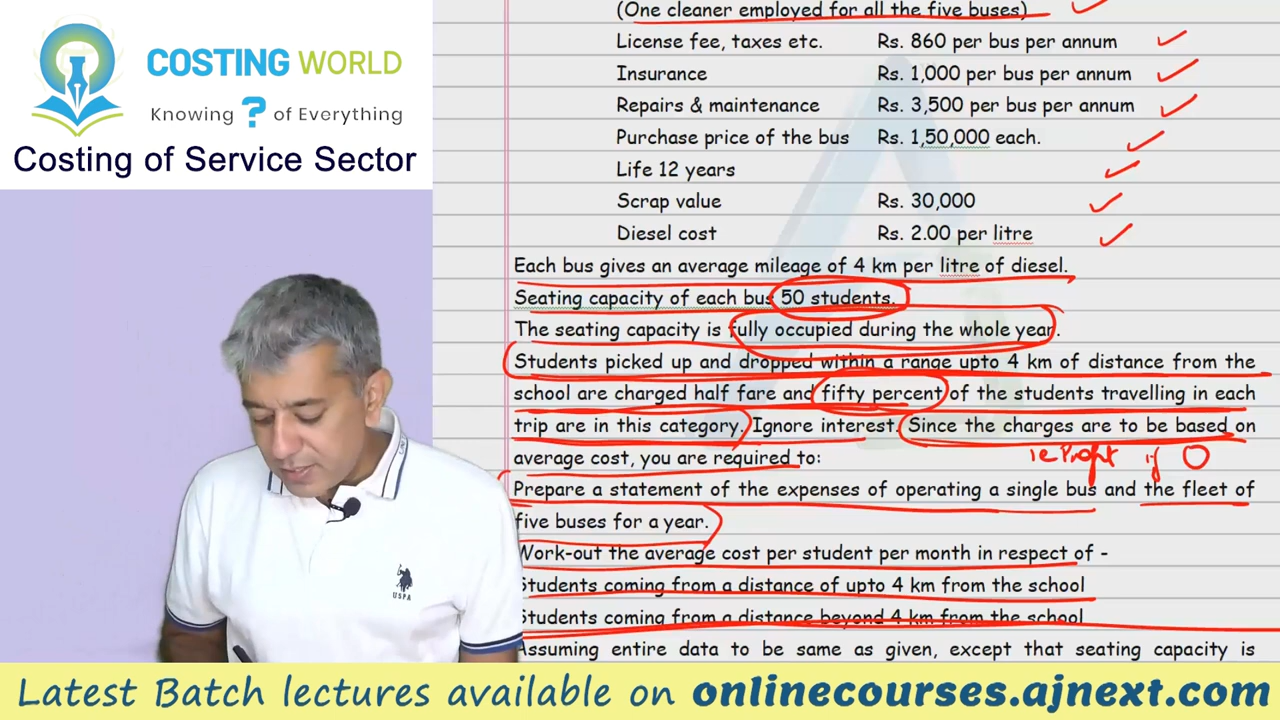 COSTING WORLD
Knowing ? of Everything
Costing of Service Sector
(One cleaner employed for all the five buses)
License fee, taxes etc. Rs. 860 per bus per annum
Insurance Rs. 1,000 per bus per annum
Repairs & maintenance Rs. 3,500 per bus per annum
Purchase price of the bus Rs. 1,50,000 each.
Life 12 years
Scrap value Rs. 30,000
Diesel cost Rs. 2.00 per litre
Each bus gives an average mileage of 4 km per litre of diesel.
Seating capacity of each bus 50 students.
The seating capacity is fully occupied during the whole year.
Students picked up and dropped within a range upto 4 km of distance from the
school are charged half fare and fifty percent of the students travelling in each
trip are in this category. Ignore interest. Since the charges are to be based on
average cost, you are required to:
ie Profit if 0
Prepare a statement of the expenses of operating a single bus and the fleet of
five buses for a year.
Work-out the average cost per student per month in respect of -
Students coming from a distance of upto 4 km from the school
Students coming from a distance beyond 4 km from the school
Assuming entire data to be same as given, except that seating capacity is
USPA
Latest Batch lectures available on onlinecourses.ajnext.com